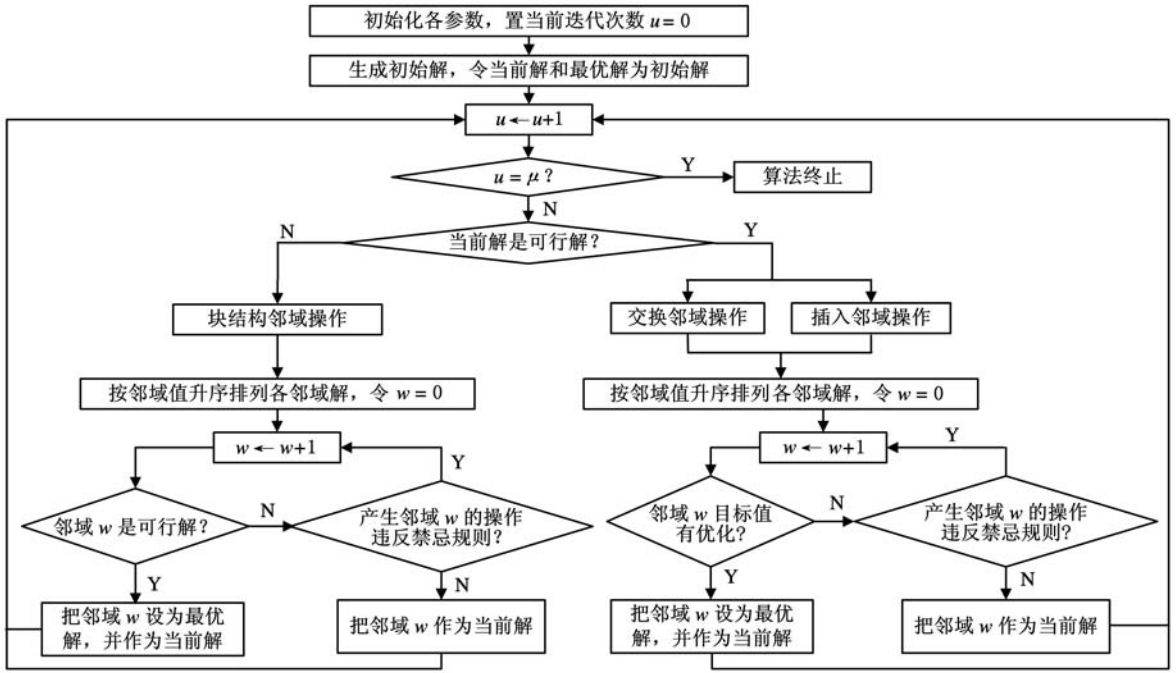 初始化各参数，置当前迭代次数 u = 0
生成初始解，令当前解和最优解为初始解
u ← u+1
u = μ ?
Y
算法终止
N
当前解是可行解？
N
Y
块结构邻域操作
交换邻域操作
插入邻域操作
按邻域值升序排列各邻域解，令 w = 0
按邻域值升序排列各邻域解，令 w = 0
w ← w+1
w ← w+1
Y
Y
邻域 w 是可行解？
N
产生邻域 w 的操作
违反禁忌规则？
邻域 w 目标值
有优化？
N
产生邻域 w 的操作
违反禁忌规则？
Y
N
Y
N
把邻域 w 设为最优
解，并作为当前解
把邻域 w 作为当前解
把邻域 w 设为最优
解，并作为当前解
把邻域 w 作为当前解